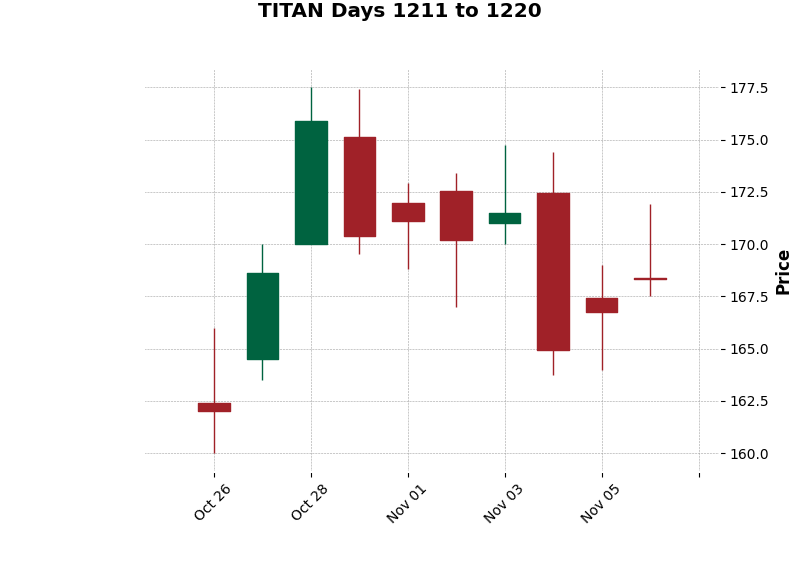 TITAN Days 1211 to 1220
177.5
175.0
172.5
170.0
167.5
165.0
162.5
160.0
Price
Oct 26
Oct 28
Nov 01
Nov 03
Nov 05